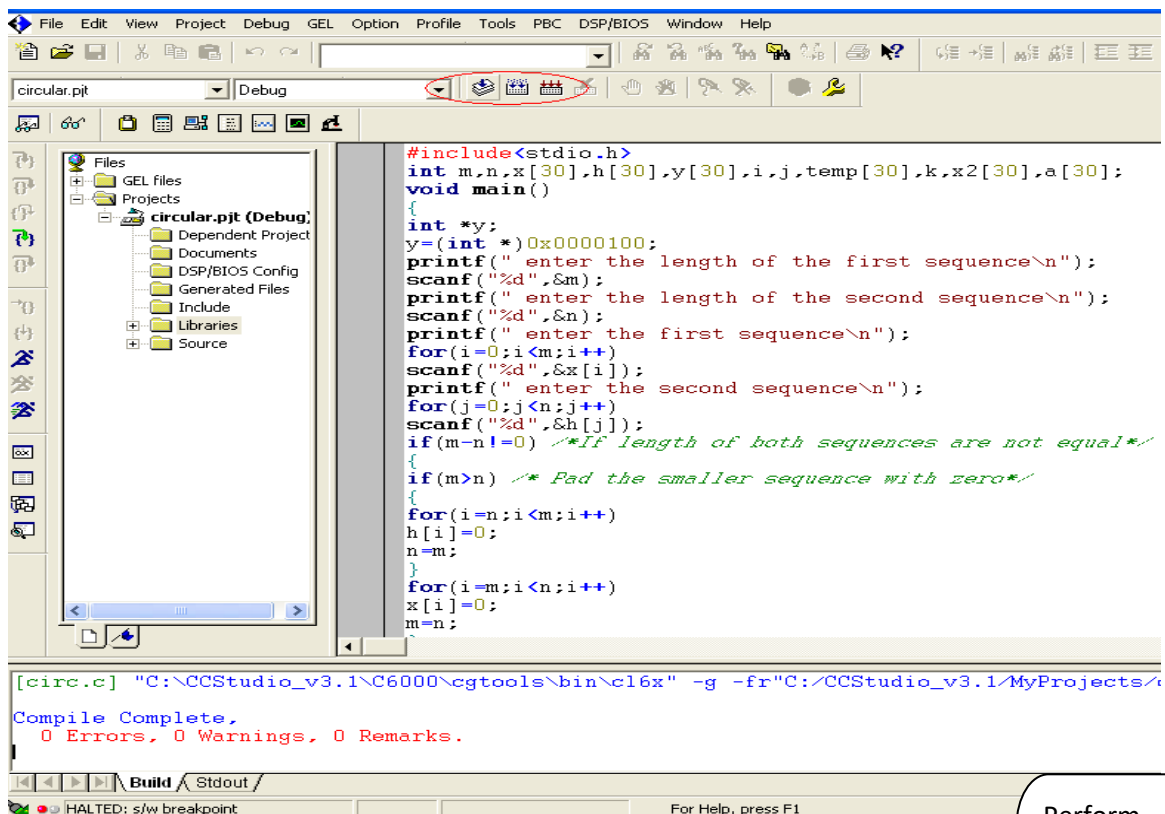 File Edit View Project Debug GEL Option Profile Tools PBC DSP/BIOS Window Help
circular.pjt Debug
Files
GEL files
Projects
circular.pjt (Debug)
Dependent Project
Documents
DSP/BIOS Config
Generated Files
Include
Libraries
Source
#include<stdio.h>
int m,n,x[30],h[30],y[30],i,j,temp[30],k,x2[30],a[30];
void main()
{
int *y;
y=(int *)0x0000100;
printf(" enter the length of the first sequence\n");
scanf("%d",&m);
printf(" enter the length of the second sequence\n");
scanf("%d",&n);
printf(" enter the first sequence\n");
for(i=0;i<m;i++)
scanf("%d",&x[i]);
printf(" enter the second sequence\n");
for(j=0;j<n;j++)
scanf("%d",&h[j]);
if(m-n!=0) /*If length of both sequences are not equal*/
{
if(m>n) /* Pad the smaller sequence with zero*/
{
for(i=n;i<m;i++)
h[i]=0;
n=m;
}
for(i=m;i<n;i++)
x[i]=0;
m=n;
[circ.c] "C:\CCStudio_v3.1\C6000\cgtools\bin\cl6x" -g -fr"C:/CCStudio_v3.1/MyProjects/
Compile Complete,
0 Errors, 0 Warnings, 0 Remarks.
Build Stdout
HALTED: s/w breakpoint For Help, press F1
Perform